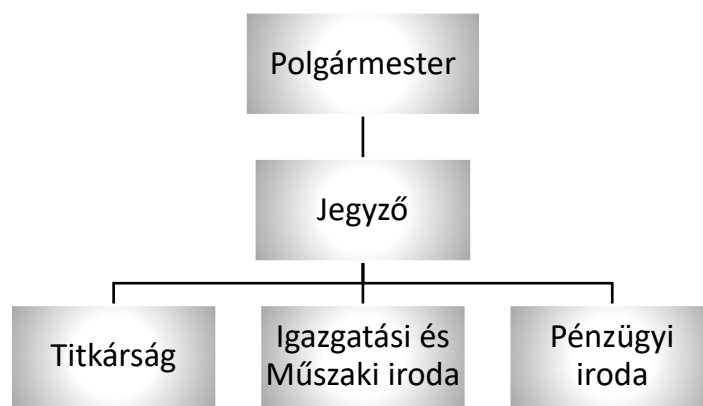 Polgármester
Jegyző
Titkárság
Igazgatási és
Műszaki iroda
Pénzügyi
iroda